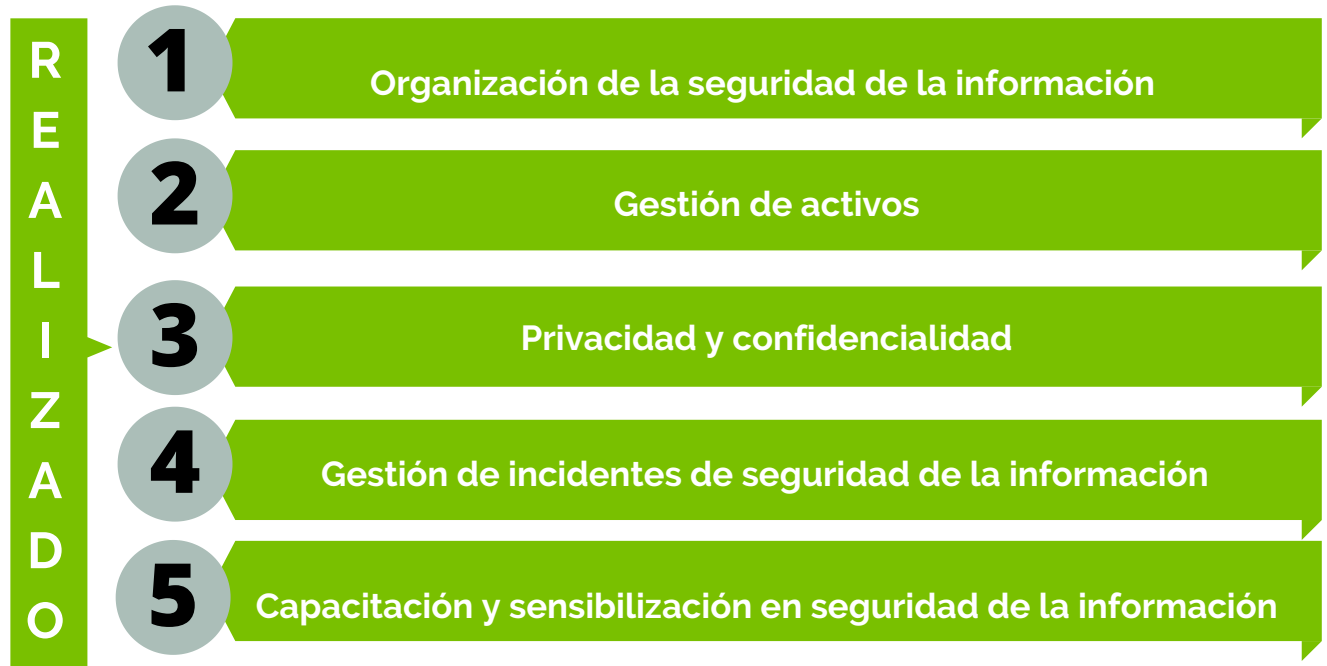 REALIZADO
1
Organización de la seguridad de la información
2
Gestión de activos
3
Privacidad y confidencialidad
4
Gestión de incidentes de seguridad de la información
5
Capacitación y sensibilización en seguridad de la información